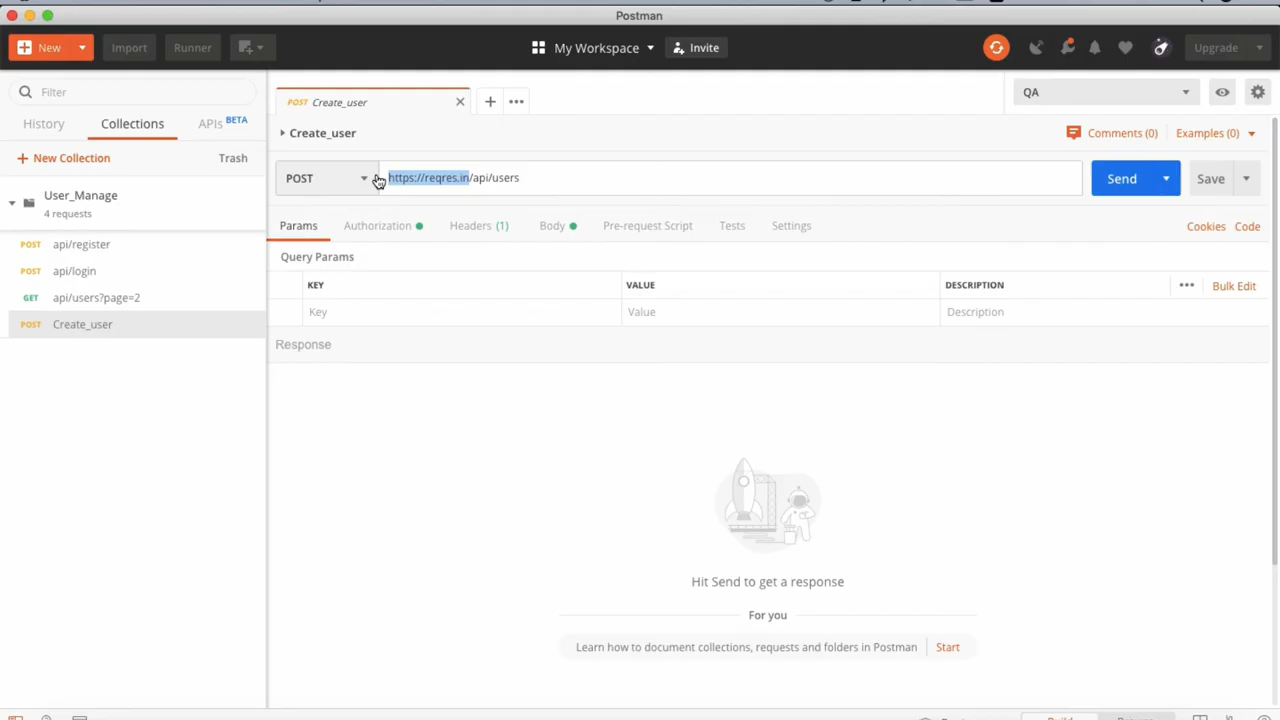 Postman
New
Import
Runner
My Workspace
Invite
Upgrade
Filter
History
Collections
APIs BETA
New Collection
Trash
User_Manage
4 requests
POST api/register
POST api/login
GET api/users?page=2
POST Create_user
POST Create_user
QA
Create_user
Comments (0)
Examples (0)
POST
https://reqres.in/api/users
Send
Save
Params
Authorization
Headers (1)
Body
Pre-request Script
Tests
Settings
Cookies
Code
Query Params
KEY
VALUE
DESCRIPTION
Bulk Edit
Key
Value
Description
Response
Hit Send to get a response
For you
Learn how to document collections, requests and folders in Postman
Start